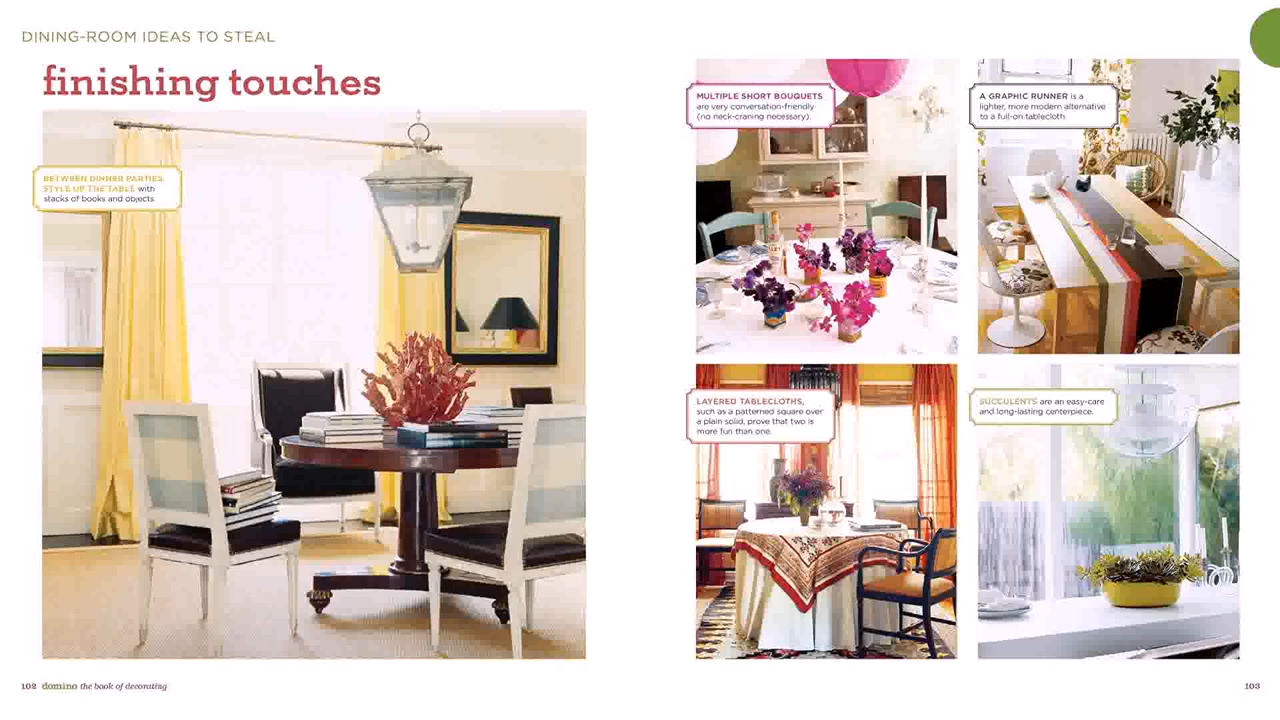 DINING-ROOM IDEAS TO STEAL
finishing touches
BETWEEN DINNER PARTIES,
STYLE UP THE TABLE with
stacks of books and objects.
MULTIPLE SHORT BOUQUETS
are very conversation-friendly
(no neck-craning necessary).
A GRAPHIC RUNNER is a
lighter, more modern alternative
to a full-on tablecloth.
LAYERED TABLECLOTHS,
such as a patterned square over
a plain solid, prove that two is
more fun than one.
SUCCULENTS are an easy-care
and long-lasting centerpiece.
102 domino the book of decorating
103